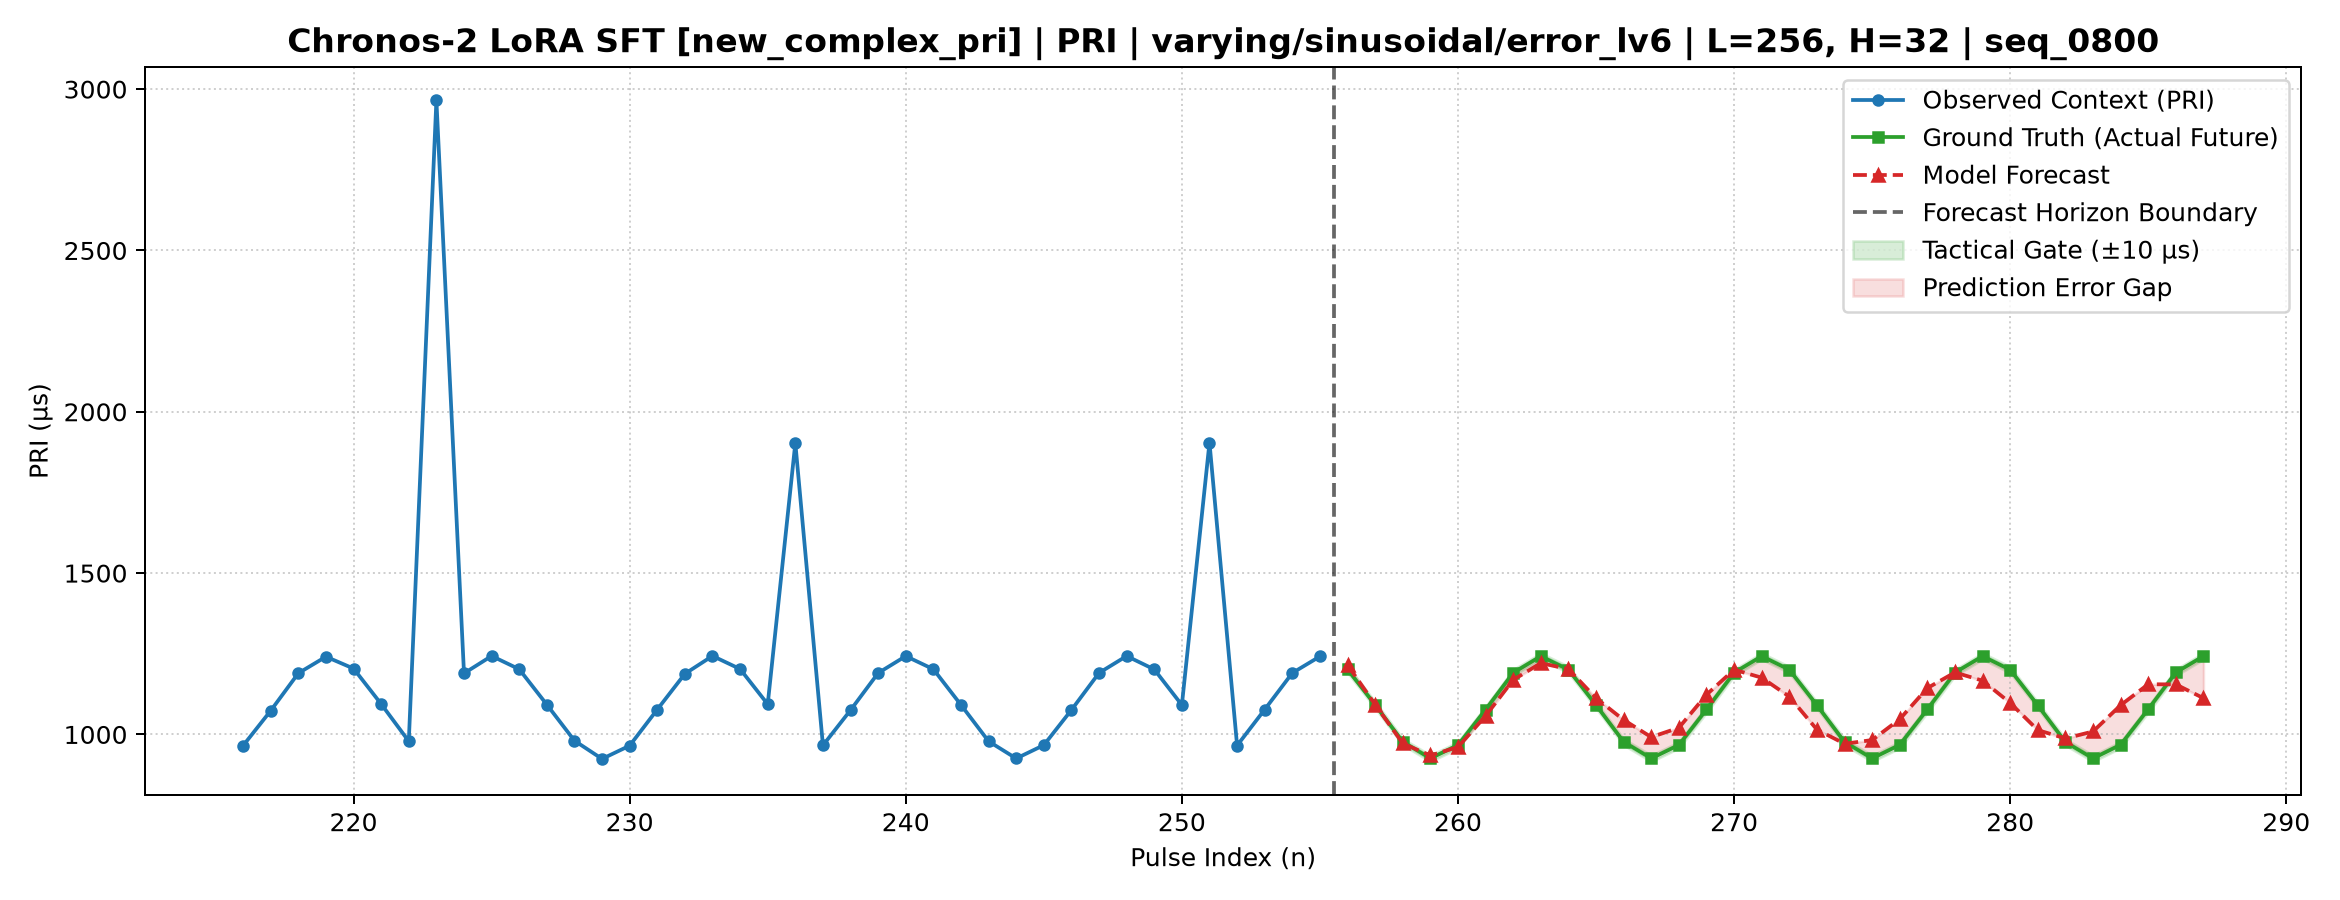 Chronos-2 LoRA SFT [new_complex_pri] | PRI | varying/sinusoidal/error_lv6 | L=256, H=32 | seq_0800
3000
2500
2000
1500
1000
PRI (µs)
Observed Context (PRI)
Ground Truth (Actual Future)
Model Forecast
Forecast Horizon Boundary
Tactical Gate (±10 µs)
Prediction Error Gap
220 230 240 250 260 270 280 290
Pulse Index (n)